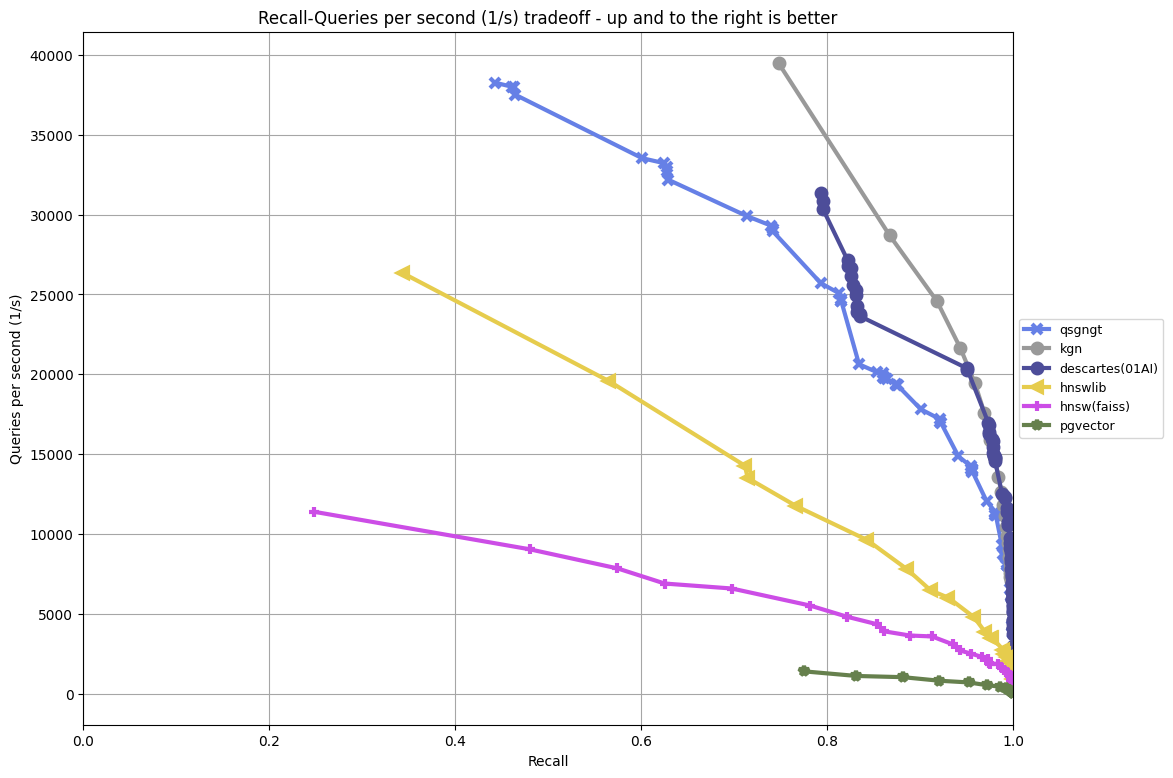 Recall-Queries per second (1/s) tradeoff - up and to the right is better
Queries per second (1/s)
40000
35000
30000
25000
20000
15000
10000
5000
0
0.0
0.2
0.4
0.6
0.8
1.0
Recall
qsgngt
kgn
descartes(01AI)
hnswlib
hnsw(faiss)
pgvector